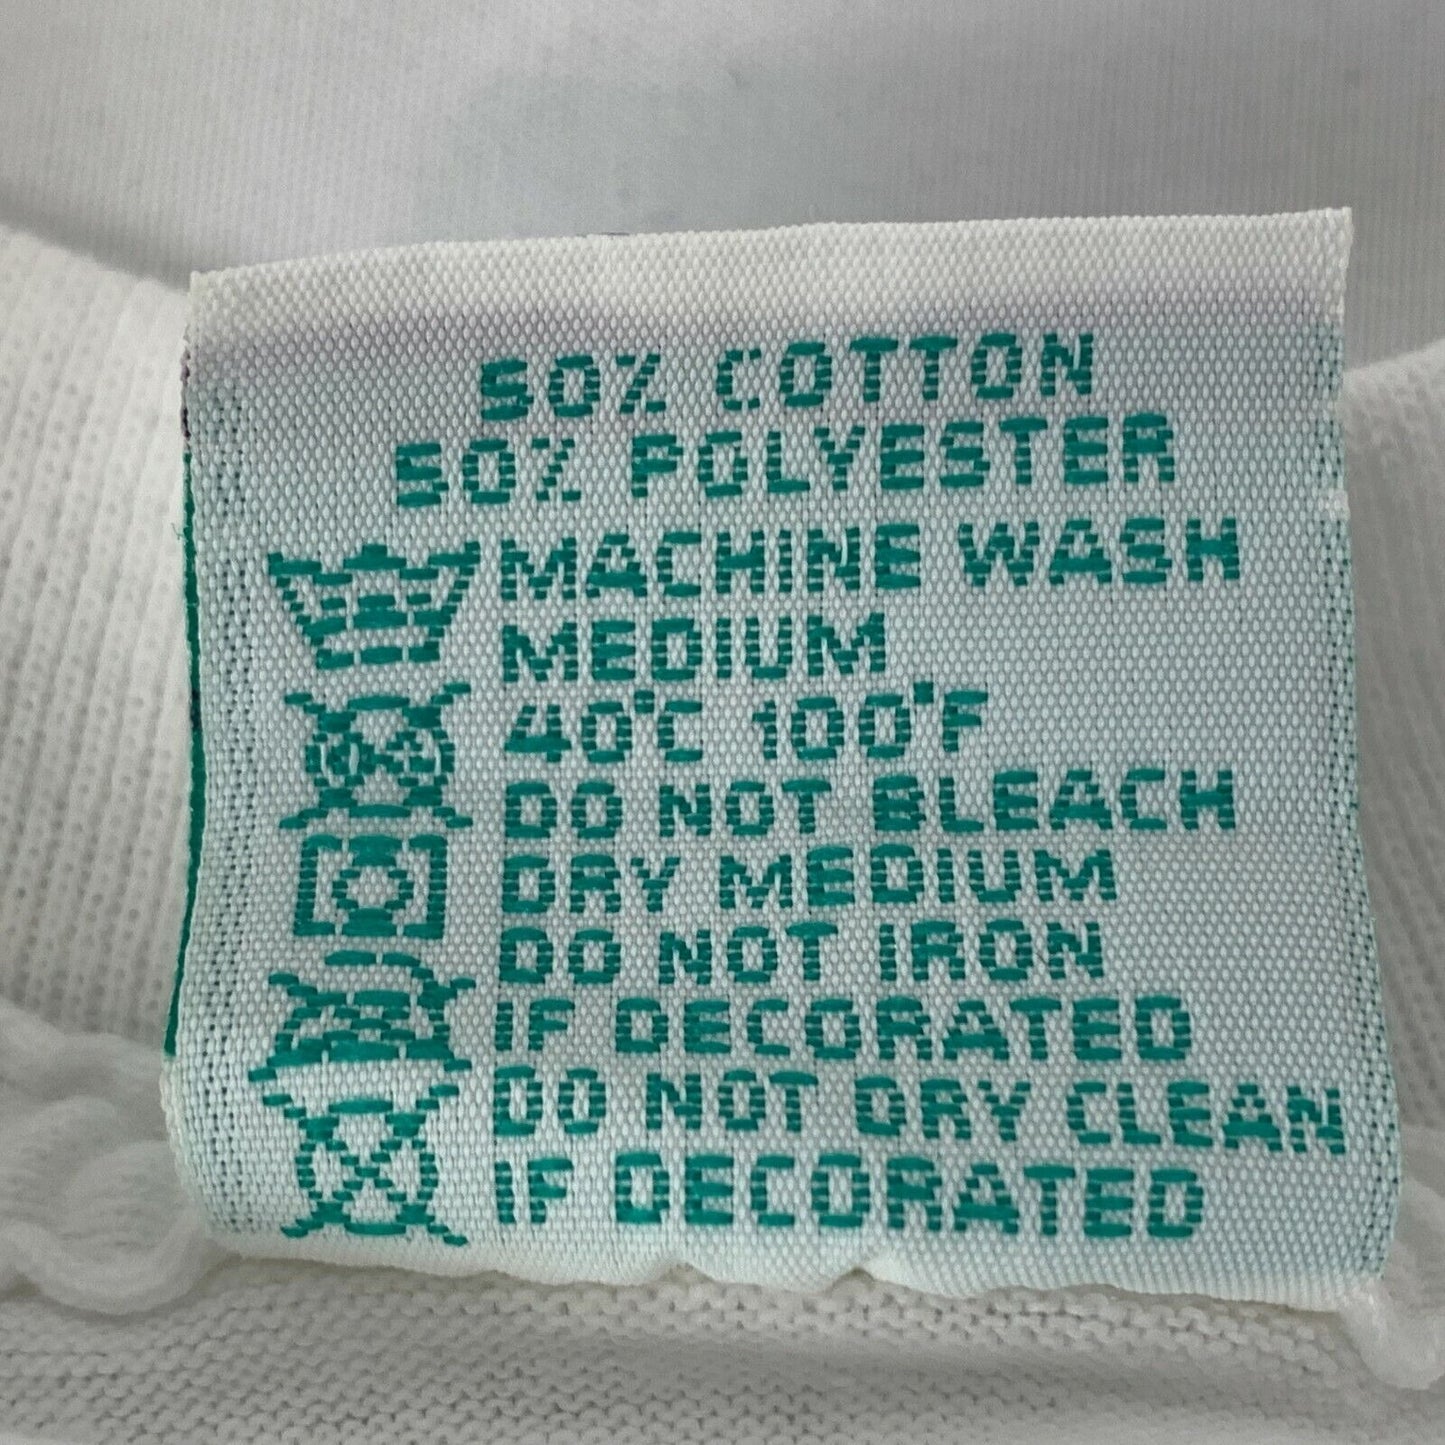 50% COTTON
50% POLYESTER
MACHINE WASH
MEDIUM
40°C 100°F
DO NOT BLEACH
DRY MEDIUM
DO NOT IRON
IF DECORATED
DO NOT DRY CLEAN
IF DECORATED